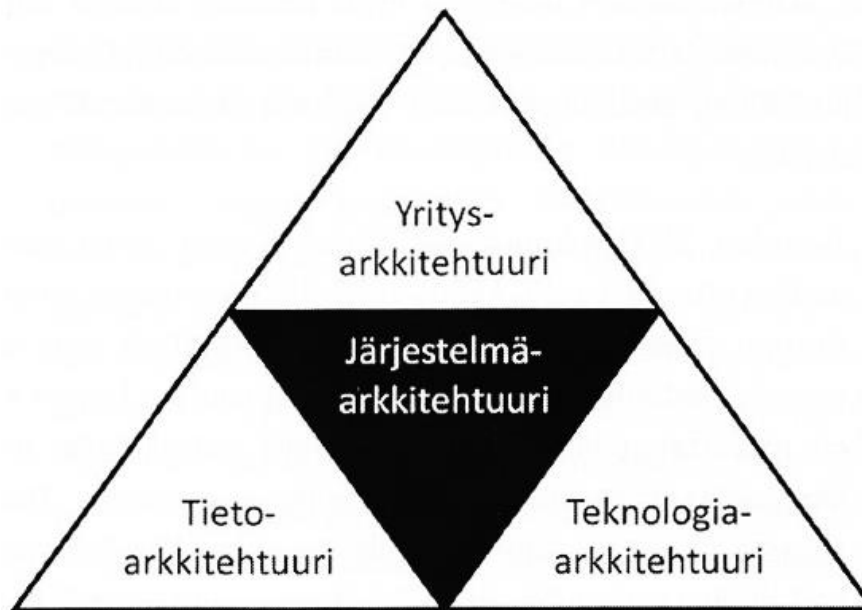 Yritys-
arkkitehtuuri
Järjestelmä-
arkkitehtuuri
Tieto-
arkkitehtuuri
Teknologia-
arkkitehtuuri